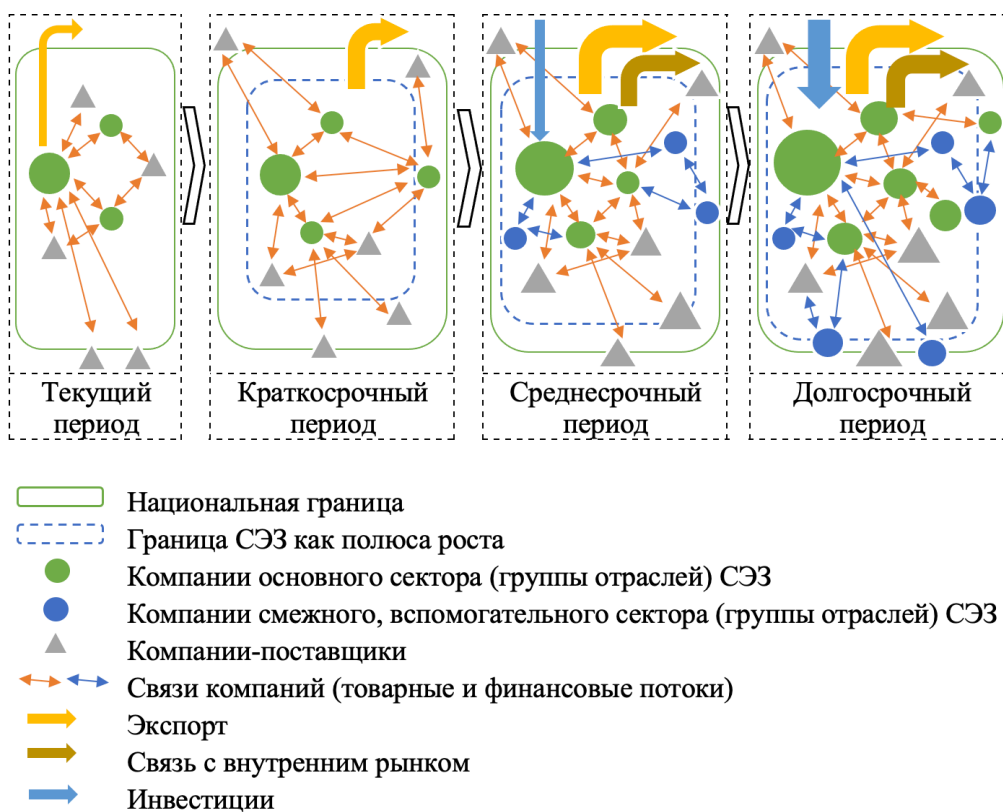 Текущий
период
Краткосрочный
период
Среднесрочный
период
Долгосрочный
период
Национальная граница
Граница СЭЗ как полюса роста
Компании основного сектора (группы отраслей) СЭЗ
Компании смежного, вспомогательного сектора (группы отраслей) СЭЗ
Компании-поставщики
Связи компаний (товарные и финансовые потоки)
Экспорт
Связь с внутренним рынком
Инвестиции